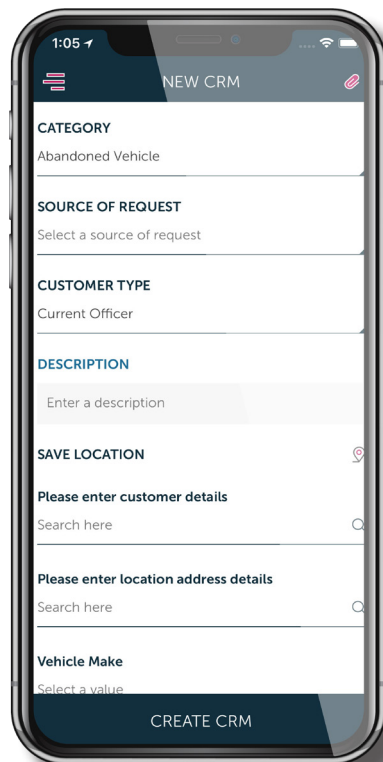 1:05
NEW CRM
CATEGORY
Abandoned Vehicle
SOURCE OF REQUEST
Select a source of request
CUSTOMER TYPE
Current Officer
DESCRIPTION
Enter a description
SAVE LOCATION
Please enter customer details
Search here
Please enter location address details
Search here
Vehicle Make
Select a value
CREATE CRM